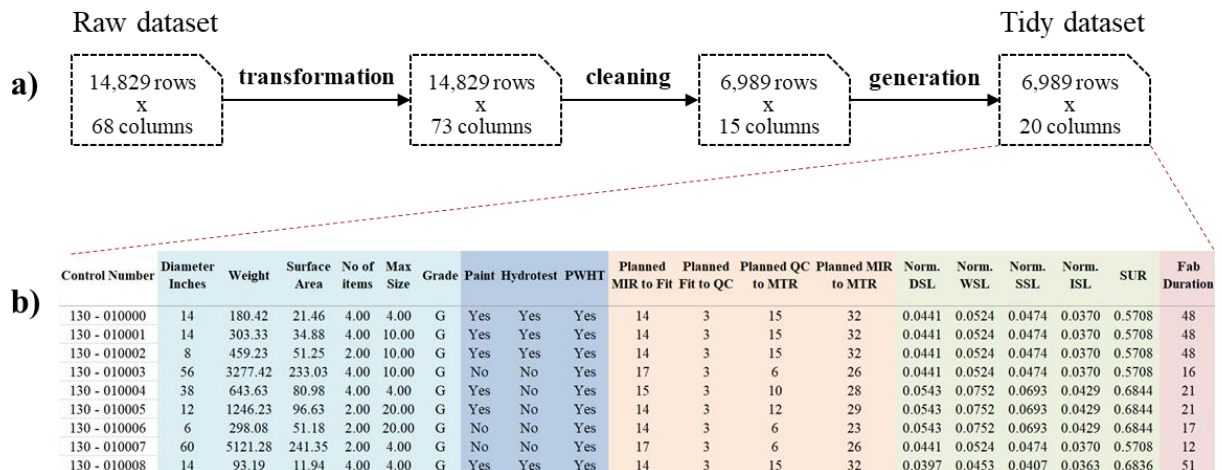 Raw dataset
Tidy dataset
a)
14,829 rows
x
68 columns
transformation
14,829 rows
x
73 columns
cleaning
6,989 rows
x
15 columns
generation
6,989 rows
x
20 columns
b)
Control Number Diameter Inches Weight Surface Area No of items Max Size Grade Paint Hydrotest PWHT Planned MIR to Fit Planned Fit to QC Planned QC to MTR Planned MIR to MTR Norm. DSL Norm. WSL Norm. SSL Norm. ISL SUR Fab Duration
130 - 010000 14 180.42 21.46 4.00 4.00 G Yes Yes Yes 14 3 15 32 0.0441 0.0524 0.0474 0.0370 0.5708 48
130 - 010001 14 303.33 34.88 4.00 10.00 G Yes Yes Yes 14 3 15 32 0.0441 0.0524 0.0474 0.0370 0.5708 48
130 - 010002 8 459.23 51.25 2.00 10.00 G Yes Yes Yes 14 3 15 32 0.0441 0.0524 0.0474 0.0370 0.5708 48
130 - 010003 56 3277.42 233.03 4.00 10.00 G No No Yes 17 3 6 26 0.0441 0.0524 0.0474 0.0370 0.5708 16
130 - 010004 38 643.63 80.98 4.00 4.00 G Yes No Yes 15 3 10 28 0.0543 0.0752 0.0693 0.0429 0.6844 21
130 - 010005 12 1246.23 96.63 2.00 20.00 G Yes No Yes 14 3 12 29 0.0543 0.0752 0.0693 0.0429 0.6844 21
130 - 010006 6 298.08 51.18 2.00 20.00 G No No Yes 14 3 6 23 0.0543 0.0752 0.0693 0.0429 0.6844 17
130 - 010007 60 5121.28 241.35 2.00 4.00 G No No Yes 17 3 6 26 0.0441 0.0524 0.0474 0.0370 0.5708 12
130 - 010008 14 93.19 11.94 4.00 4.00 G Yes Yes Yes 14 3 15 32 0.0397 0.0453 0.0407 0.0363 0.6836 51